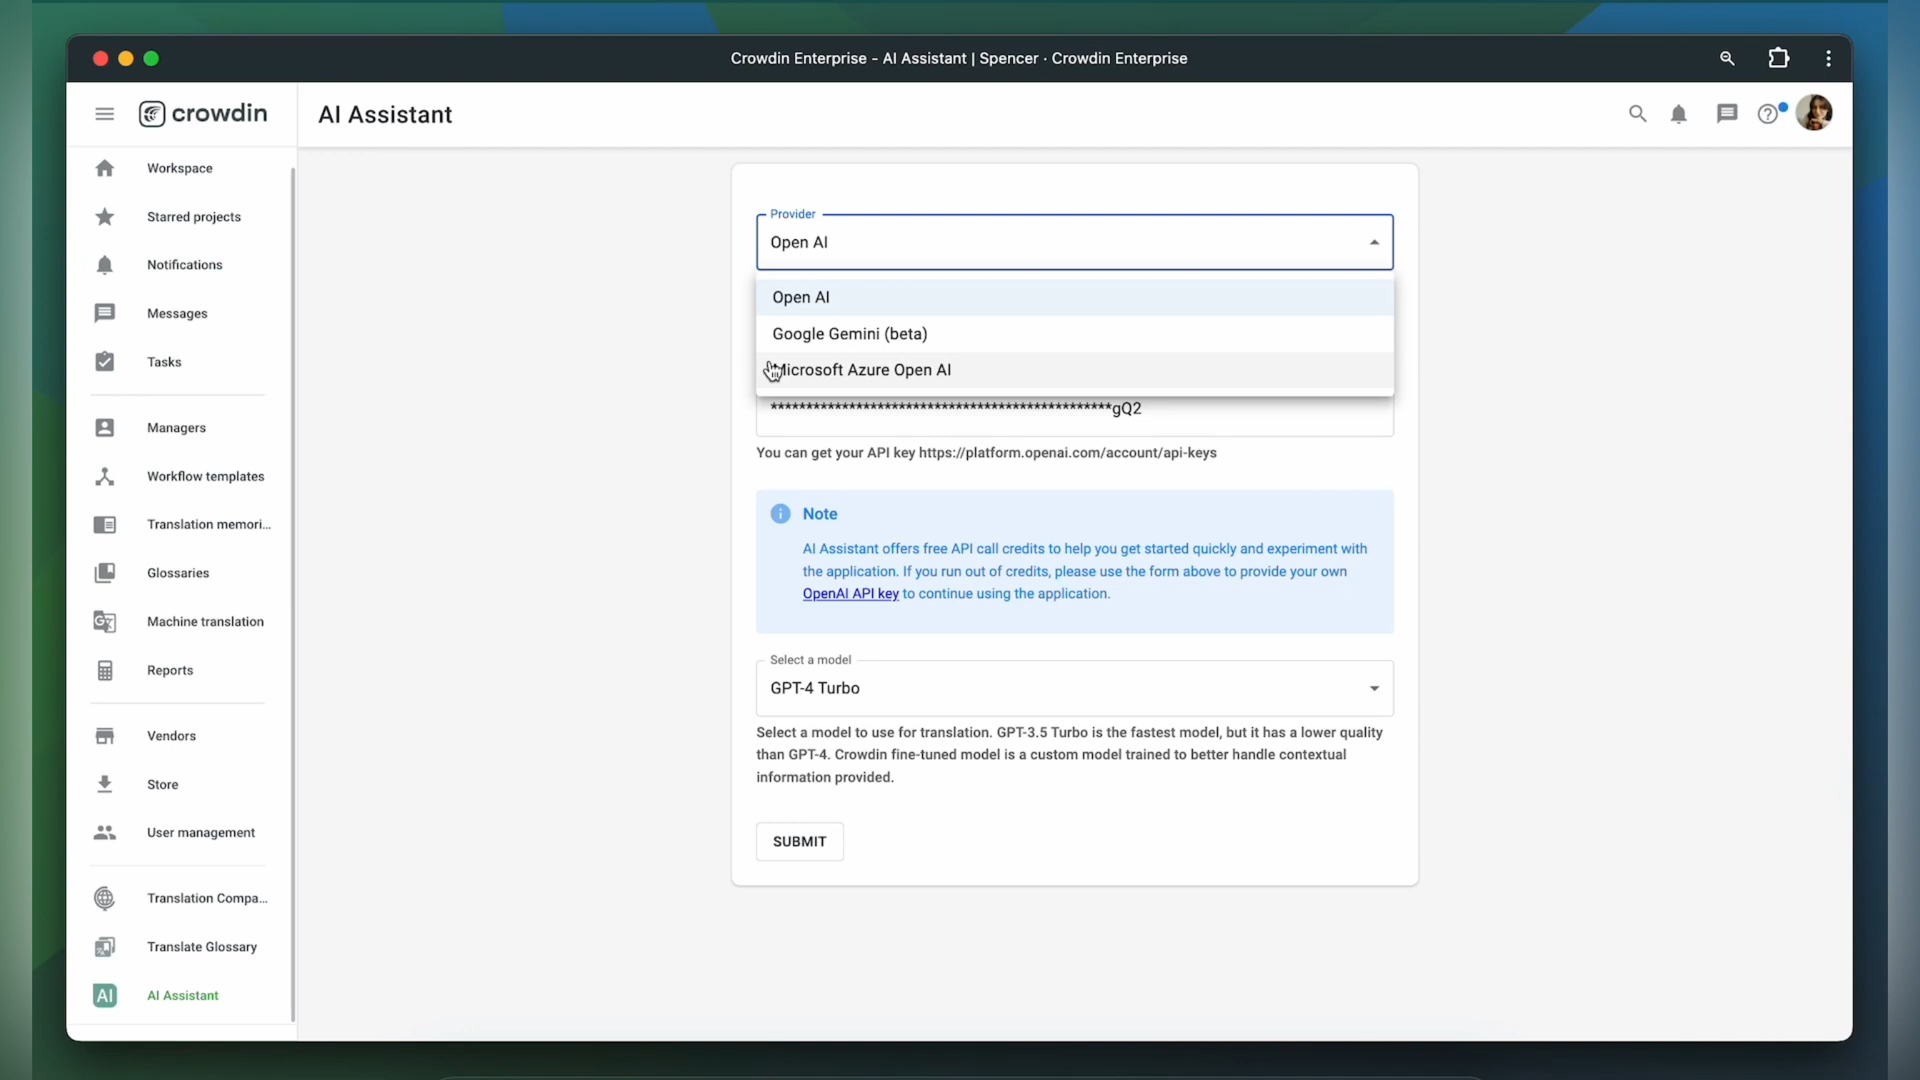 Crowdin Enterprise - AI Assistant | Spencer · Crowdin Enterprise
crowdin
AI Assistant
Workspace
Starred projects
Notifications
Messages
Tasks
Managers
Workflow templates
Translation memori...
Glossaries
Machine translation
Reports
Vendors
Store
User management
Translation Compa...
Translate Glossary
AI
AI Assistant
Provider
Open AI
Open AI
Google Gemini (beta)
Microsoft Azure Open AI
************************************************gQ2
You can get your API key https://platform.openai.com/account/api-keys
Note
AI Assistant offers free API call credits to help you get started quickly and experiment with
the application. If you run out of credits, please use the form above to provide your own
OpenAI API key to continue using the application.
Select a model
GPT-4 Turbo
Select a model to use for translation. GPT-3.5 Turbo is the fastest model, but it has a lower quality
than GPT-4. Crowdin fine-tuned model is a custom model trained to better handle contextual
information provided.
SUBMIT